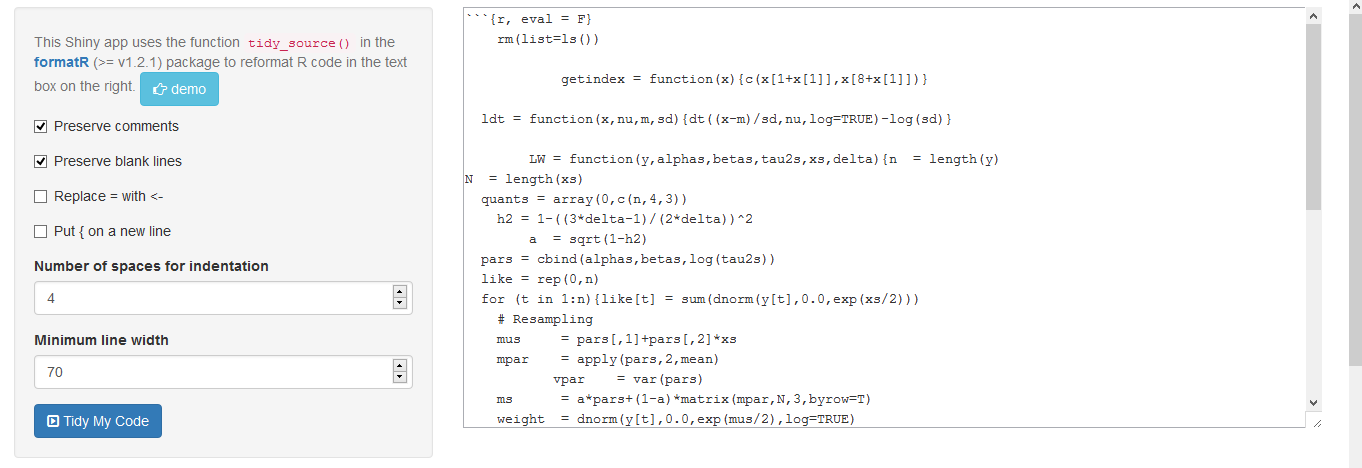 This Shiny app uses the function tidy_source() in the
formatR (>= v1.2.1) package to reformat R code in the text
box on the right. demo
Preserve comments
Preserve blank lines
Replace = with <-
Put { on a new line
Number of spaces for indentation
4
Minimum line width
70
Tidy My Code
```{r, eval = F}
    rm(list=ls())
            getindex = function(x){c(x[1+x[1]],x[8+x[1]])}
  ldt = function(x,nu,m,sd){dt((x-m)/sd,nu,log=TRUE)-log(sd)}
        LW = function(y,alphas,betas,tau2s,xs,delta){n  = length(y)
N  = length(xs)
  quants = array(0,c(n,4,3))
    h2 = 1-((3*delta-1)/(2*delta))^2
        a  = sqrt(1-h2)
  pars = cbind(alphas,betas,log(tau2s))
  like = rep(0,n)
  for (t in 1:n){like[t] = sum(dnorm(y[t],0.0,exp(xs/2)))
    # Resampling
    mus     = pars[,1]+pars[,2]*xs
    mpar    = apply(pars,2,mean)
           vpar    = var(pars)
    ms      = a*pars+(1-a)*matrix(mpar,N,3,byrow=T)
    weight  = dnorm(y[t],0.0,exp(mus/2),log=TRUE)